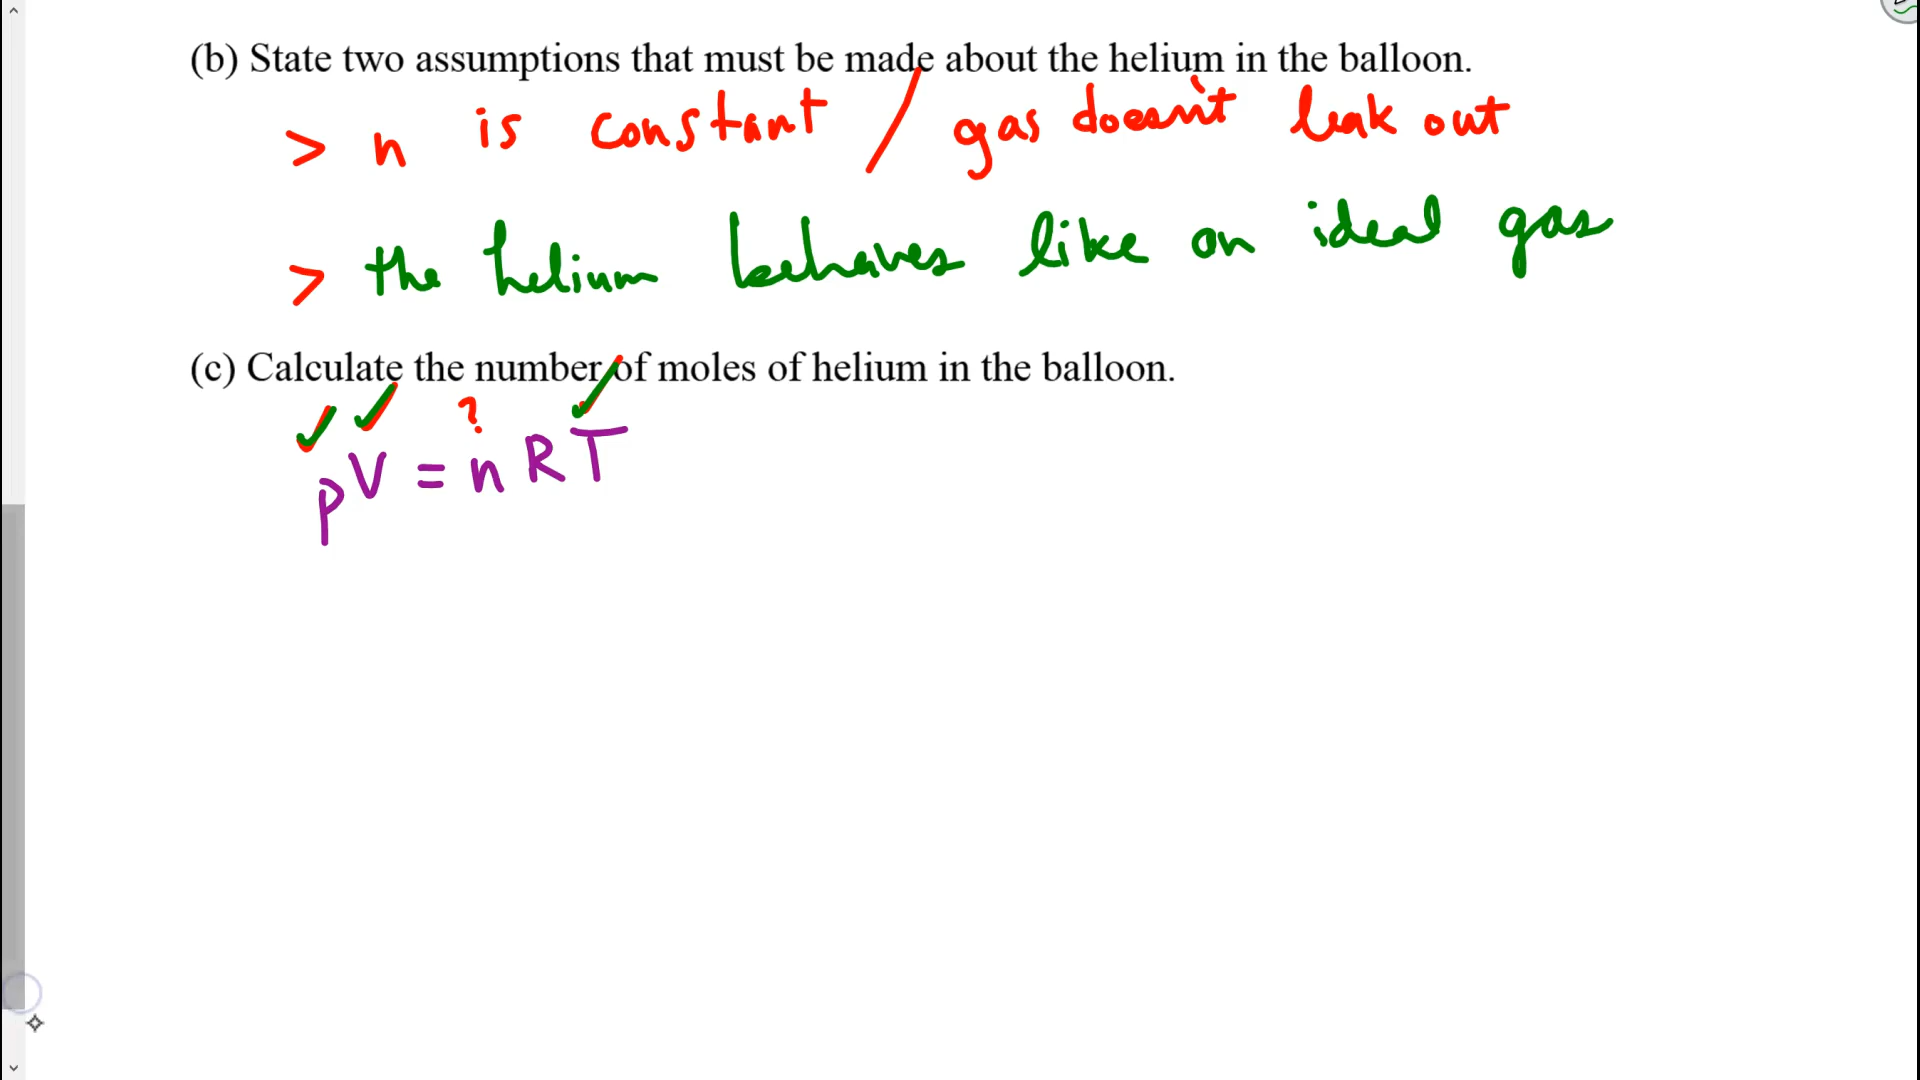 (b) State two assumptions that must be made about the helium in the balloon.
> n is constant / gas doesn't leak out
> the helium behaves like an ideal gas
(c) Calculate the number of moles of helium in the balloon.
?
pV = nRT